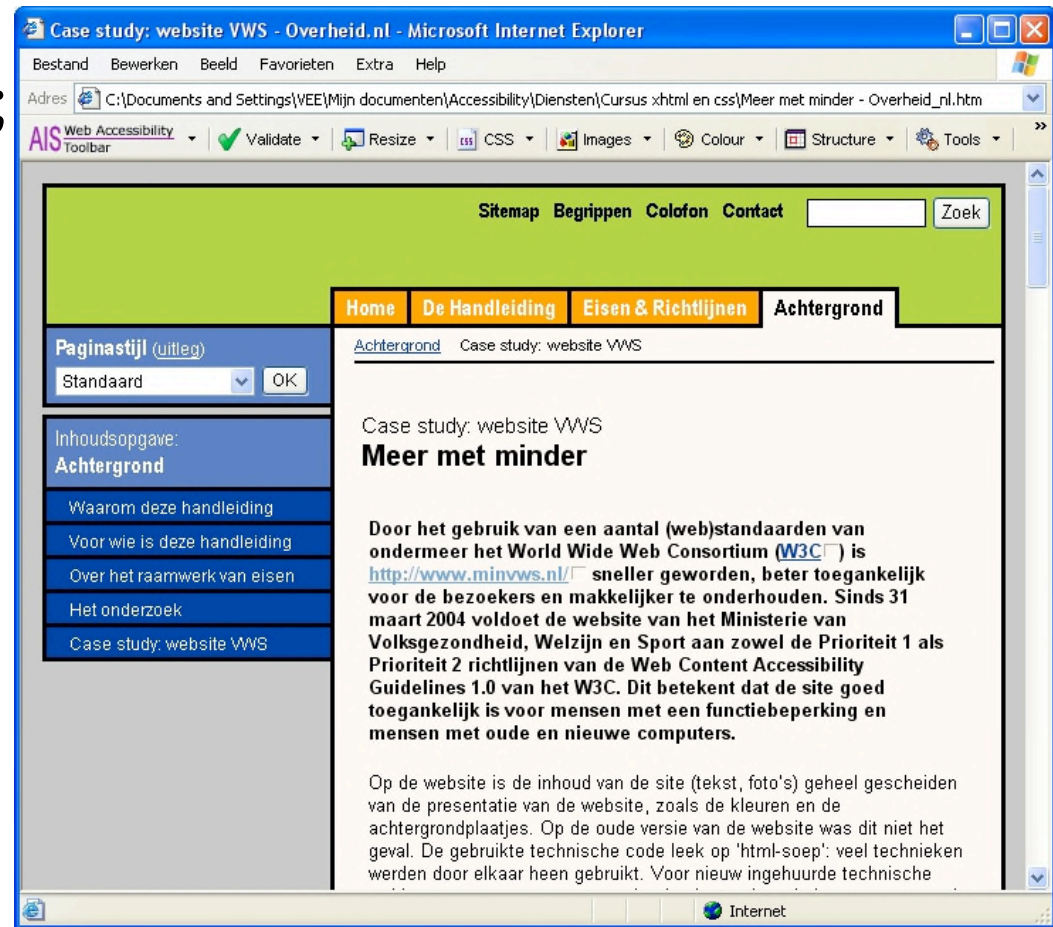 Case study: website VWS - Overheid.nl - Microsoft Internet Explorer
Bestand Bewerken Beeld Favorieten Extra Help
Adres C:\Documents and Settings\VEE\Mijn documenten\Accessibility\Diensten\Cursus xhtml en css\Meer met minder - Overheid_nl.htm
AIS Web Accessibility Toolbar Validate Resize CSS Images Colour Structure Tools »
Sitemap Begrippen Colofon Contact Zoek
Home De Handleiding Eisen & Richtlijnen Achtergrond
Paginastijl (uitleg)
Standaard OK
Inhoudsopgave:
Achtergrond
Waarom deze handleiding
Voor wie is deze handleiding
Over het raamwerk van eisen
Het onderzoek
Case study: website VWS
Achtergrond Case study: website VWS
Case study: website VWS
Meer met minder
Door het gebruik van een aantal (web)standaarden van
ondermeer het World Wide Web Consortium (W3C) is
http://www.minvws.nl/ sneller geworden, beter toegankelijk
voor de bezoekers en makkelijker te onderhouden. Sinds 31
maart 2004 voldoet de website van het Ministerie van
Volksgezondheid, Welzijn en Sport aan zowel de Prioriteit 1 als
Prioriteit 2 richtlijnen van de Web Content Accessibility
Guidelines 1.0 van het W3C. Dit betekent dat de site goed
toegankelijk is voor mensen met een functiebeperking en
mensen met oude en nieuwe computers.
Op de website is de inhoud van de site (tekst, foto's) geheel gescheiden
van de presentatie van de website, zoals de kleuren en de
achtergrondplaatjes. Op de oude versie van de website was dit niet het
geval. De gebruikte technische code leek op 'html-soep': veel technieken
werden door elkaar heen gebruikt. Voor nieuw ingehuurde technische
Internet